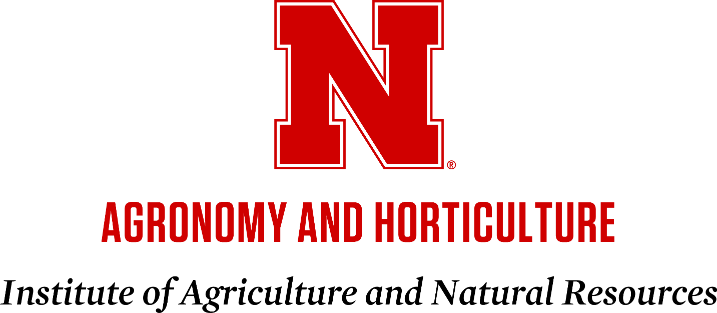 N®
AGRONOMY AND HORTICULTURE
Institute of Agriculture and Natural Resources